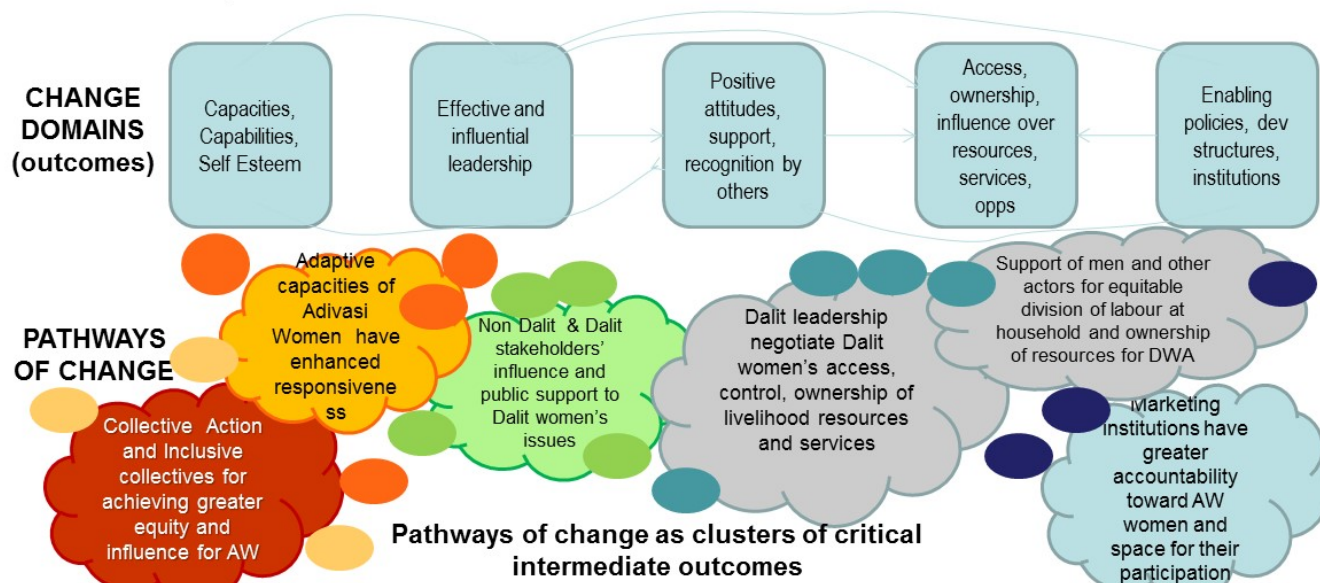 CHANGE
DOMAINS
(outcomes)
Capacities,
Capabilities,
Self Esteem
Effective and
influential
leadership
Positive
attitudes,
support,
recognition by
others
Access,
ownership,
influence over
resources,
services,
opps
Enabling
policies, dev
structures,
institutions
PATHWAYS
OF CHANGE
Collective Action
and Inclusive
collectives for
achieving greater
equity and
influence for AW
Adaptive
capacities of
Adivasi
Women have
enhanced
responsivene
ss
Non Dalit & Dalit
stakeholders'
influence and
public support to
Dalit women's
issues
Dalit leadership
negotiate Dalit
women's access,
control, ownership of
livelihood resources
and services
Support of men and other
actors for equitable
division of labour at
household and ownership
of resources for DWA
Marketing
institutions have
greater
accountability
toward AW
women and
space for their
participation
Pathways of change as clusters of critical
intermediate outcomes